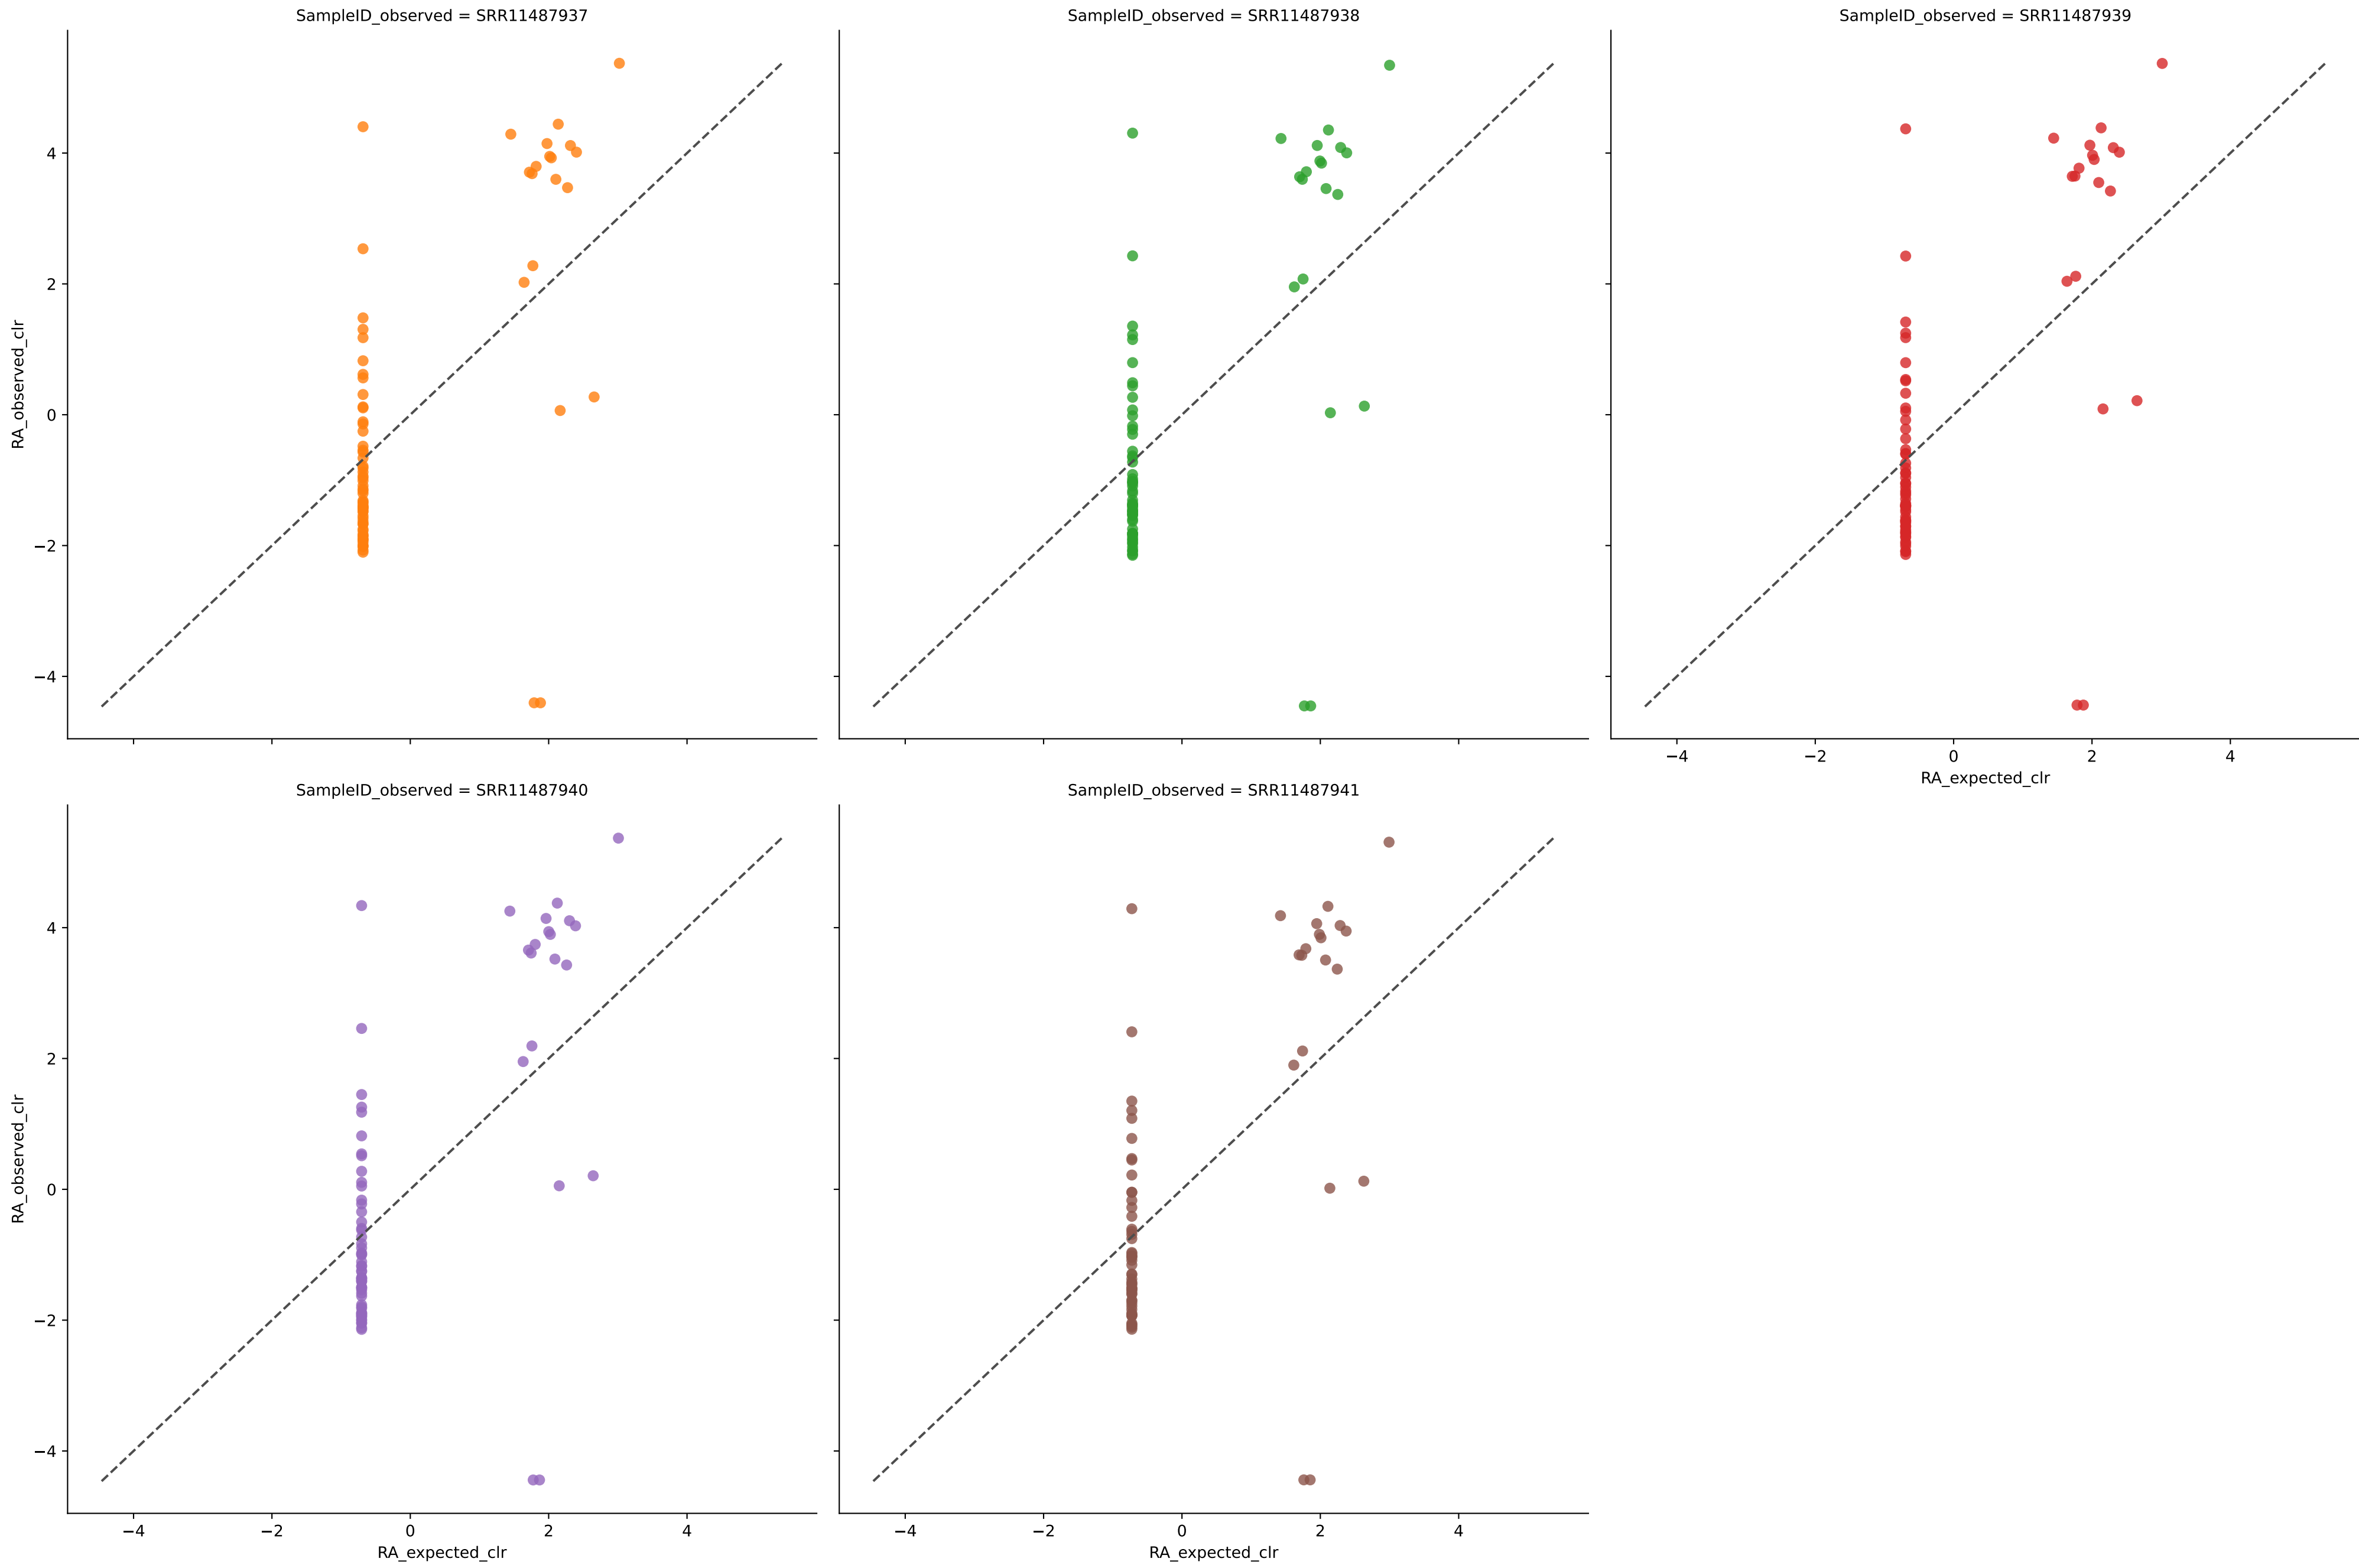 SampleID_observed = SRR11487937
SampleID_observed = SRR11487938
SampleID_observed = SRR11487939
RA_observed_clr
4
2
0
−2
−4
−4
−2
0
2
4
RA_expected_clr
SampleID_observed = SRR11487940
SampleID_observed = SRR11487941
RA_observed_clr
4
2
0
−2
−4
−4
−2
0
2
4
RA_expected_clr
−4
−2
0
2
4
RA_expected_clr